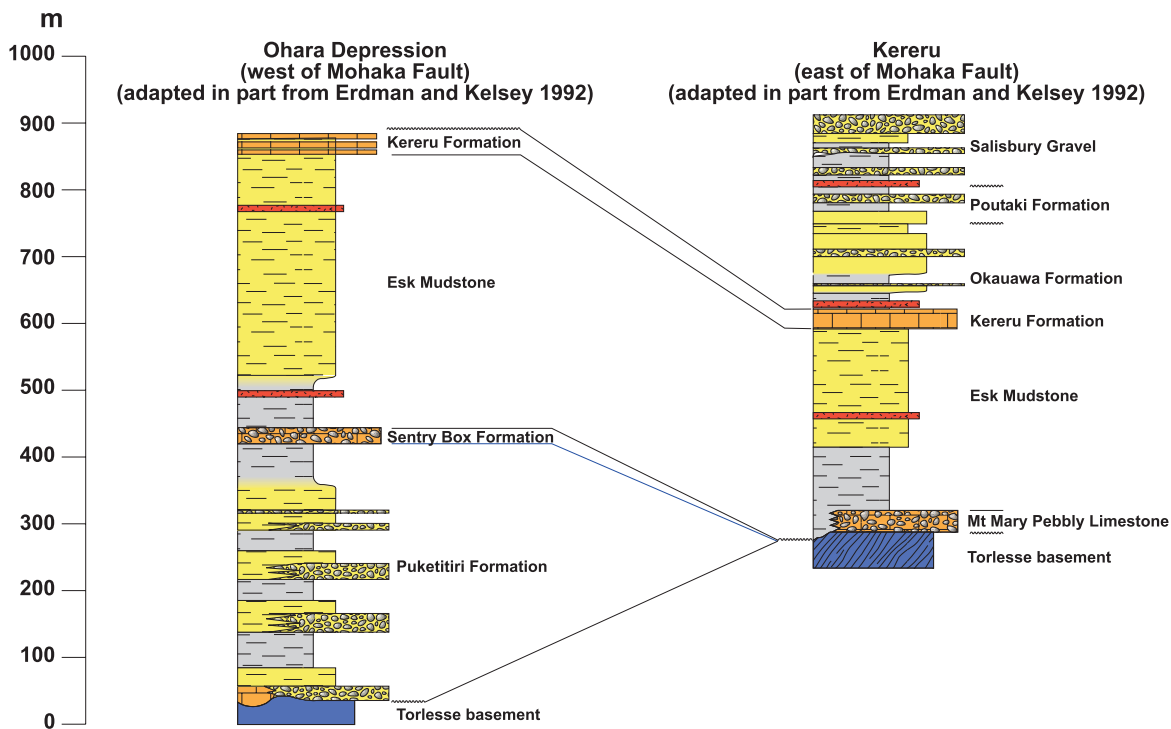 m
1000
900
800
700
600
500
400
300
200
100
0
Ohara Depression
(west of Mohaka Fault)
(adapted in part from Erdman and Kelsey 1992)
Kereru Formation
Esk Mudstone
Sentry Box Formation
Puketitiri Formation
Torlesse basement
Kereru
(east of Mohaka Fault)
(adapted in part from Erdman and Kelsey 1992)
Salisbury Gravel
Poutaki Formation
Okauawa Formation
Kereru Formation
Esk Mudstone
Mt Mary Pebbly Limestone
Torlesse basement